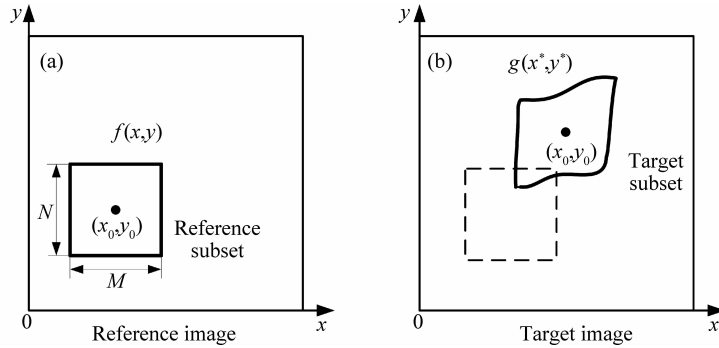 y
(a)
f(x,y)
N
(x₀,y₀)
Reference
subset
M
0
x
Reference image
y
(b)
g(x*,y*)
(x₀,y₀)
Target
subset
0
x
Target image